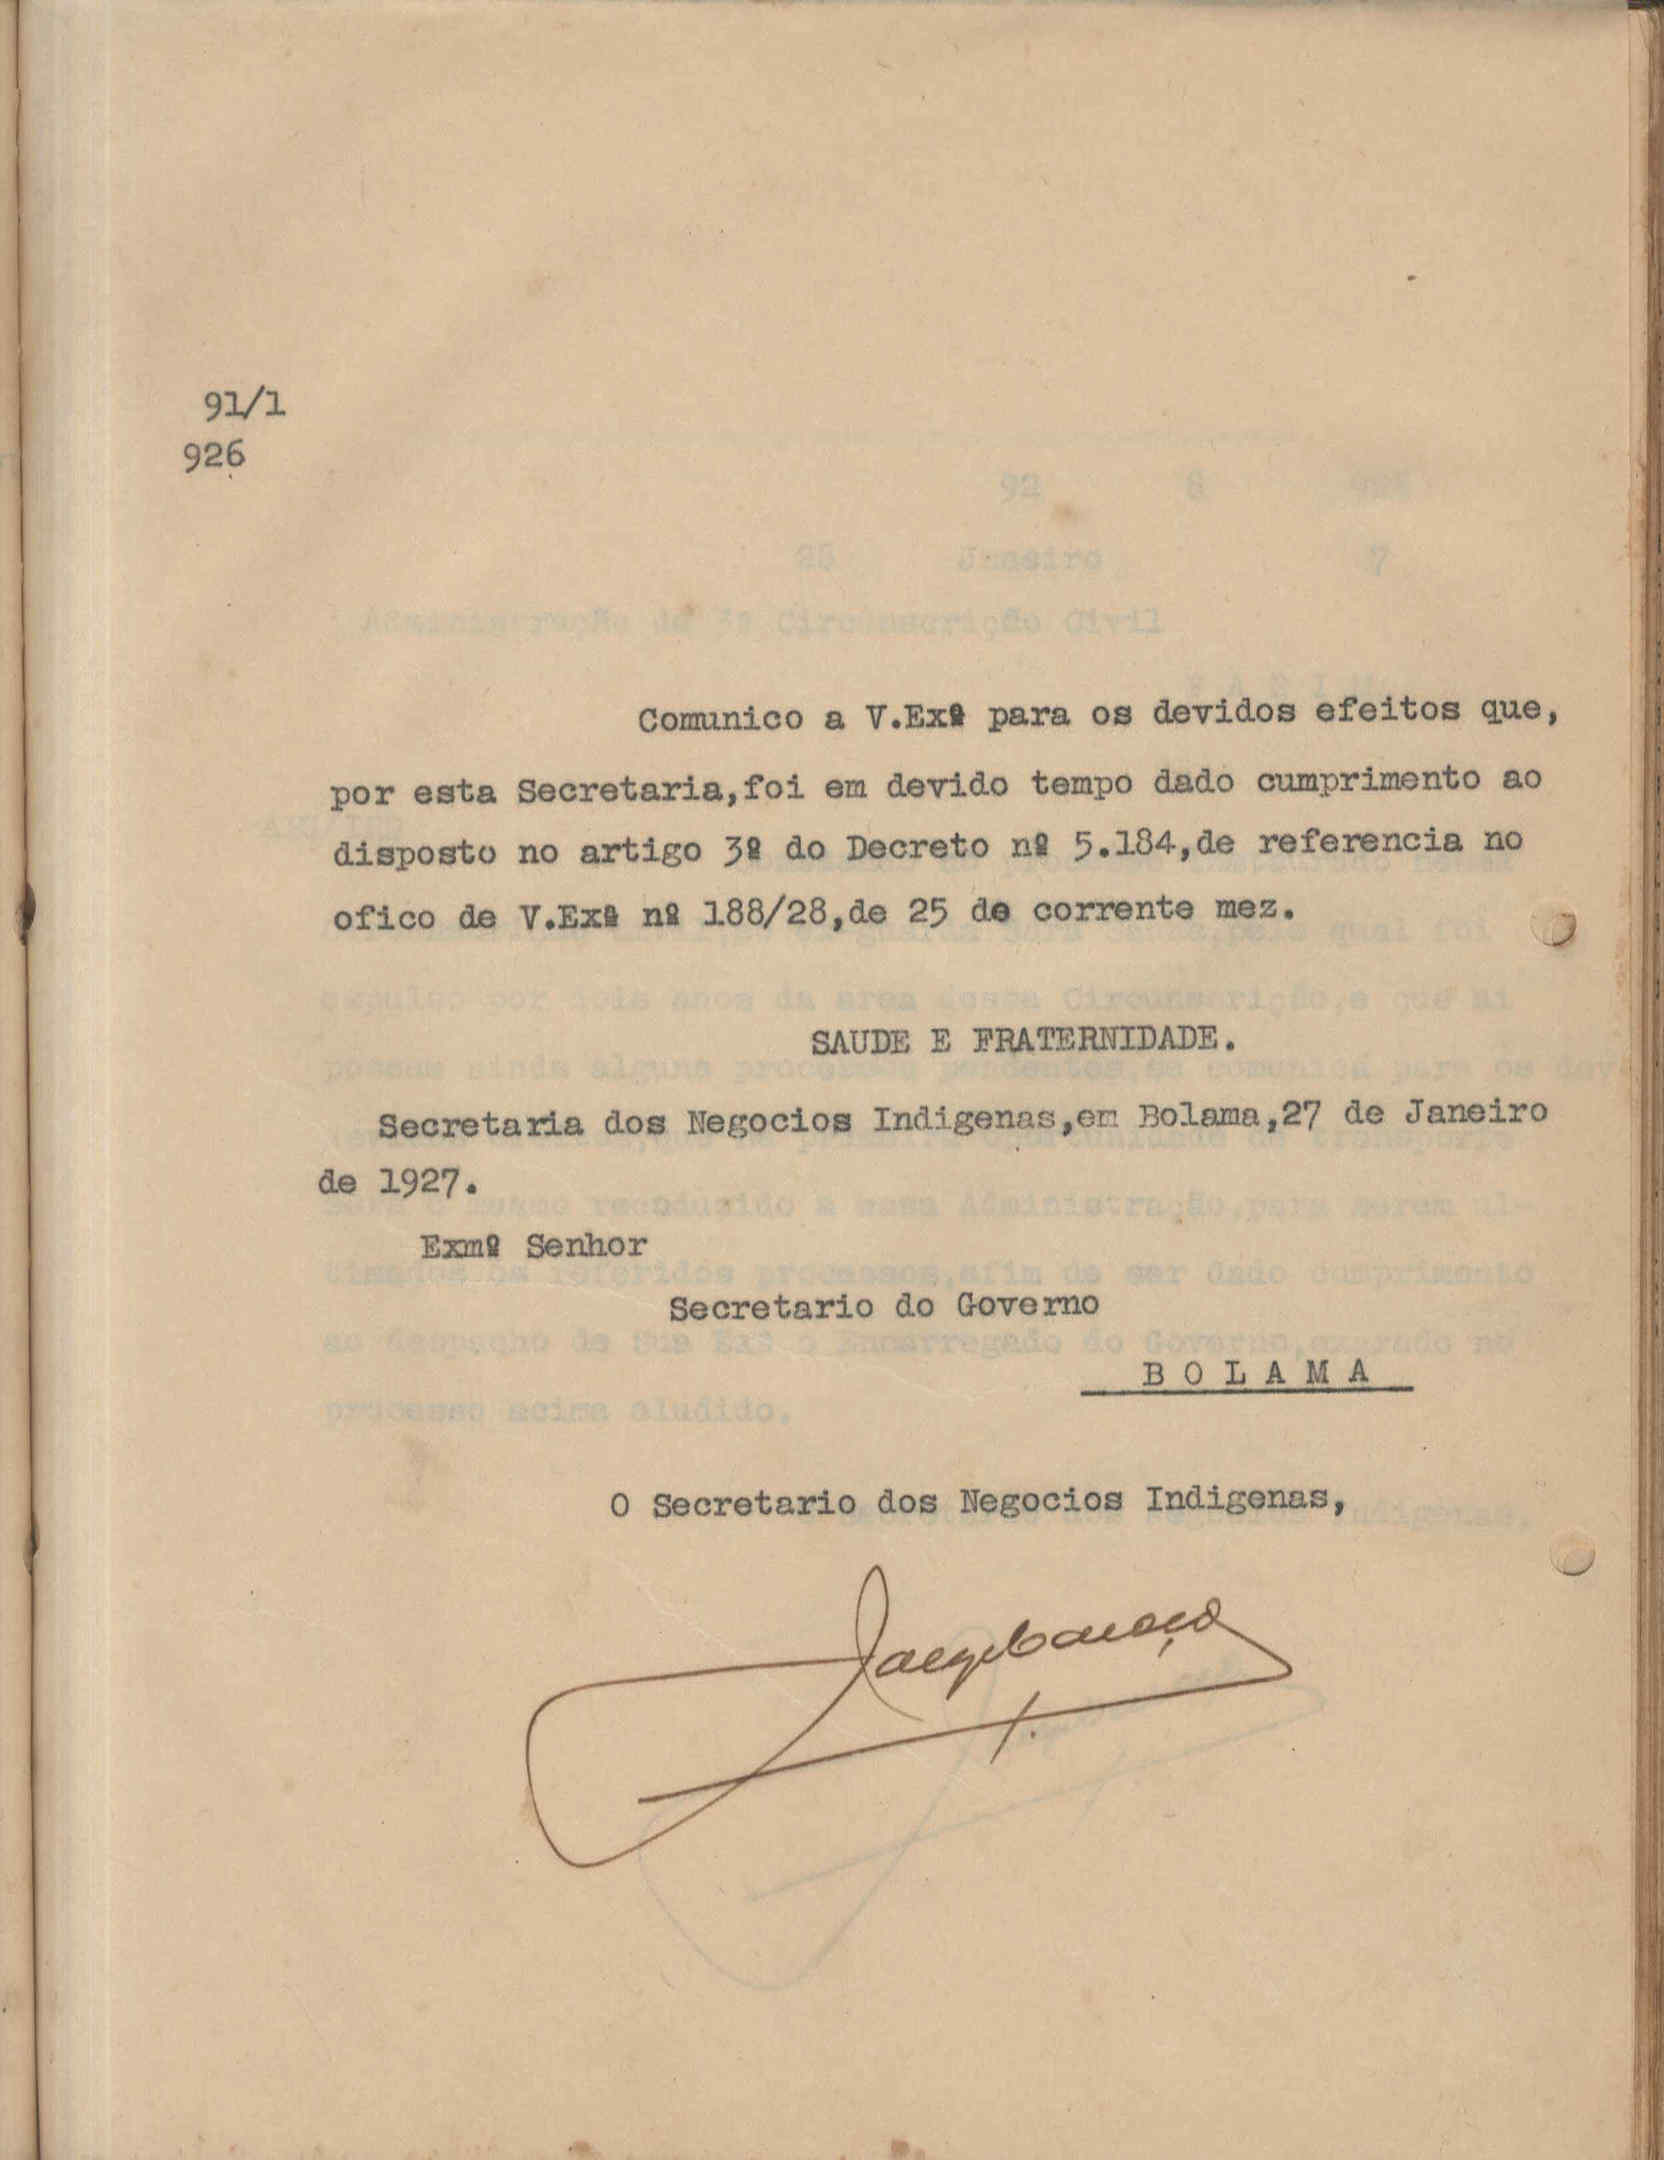 91/1
926
Comunico a V.Exª para os devidos efeitos que,
por esta Secretaria,foi em devido tempo dado cumprimento ao
disposto no artigo 3º do Decreto nº 5.184,de referencia no
ofico de V.Exª nº 188/28,de 25 de corrente mez.
SAUDE E FRATERNIDADE.
Secretaria dos Negocios Indigenas,em Bolama,27 de Janeiro
de 1927.
Exmº Senhor
Secretario do Governo
B O L A M A
O Secretario dos Negocios Indigenas,